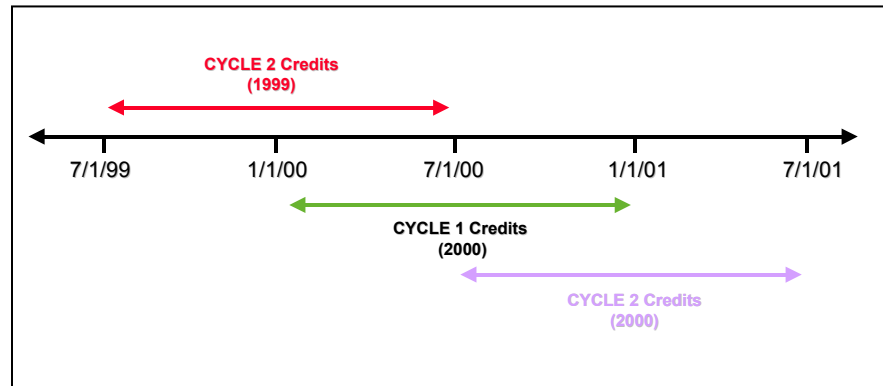 CYCLE 2 Credits
(1999)
7/1/99 1/1/00 7/1/00 1/1/01 7/1/01
CYCLE 1 Credits
(2000)
CYCLE 2 Credits
(2000)